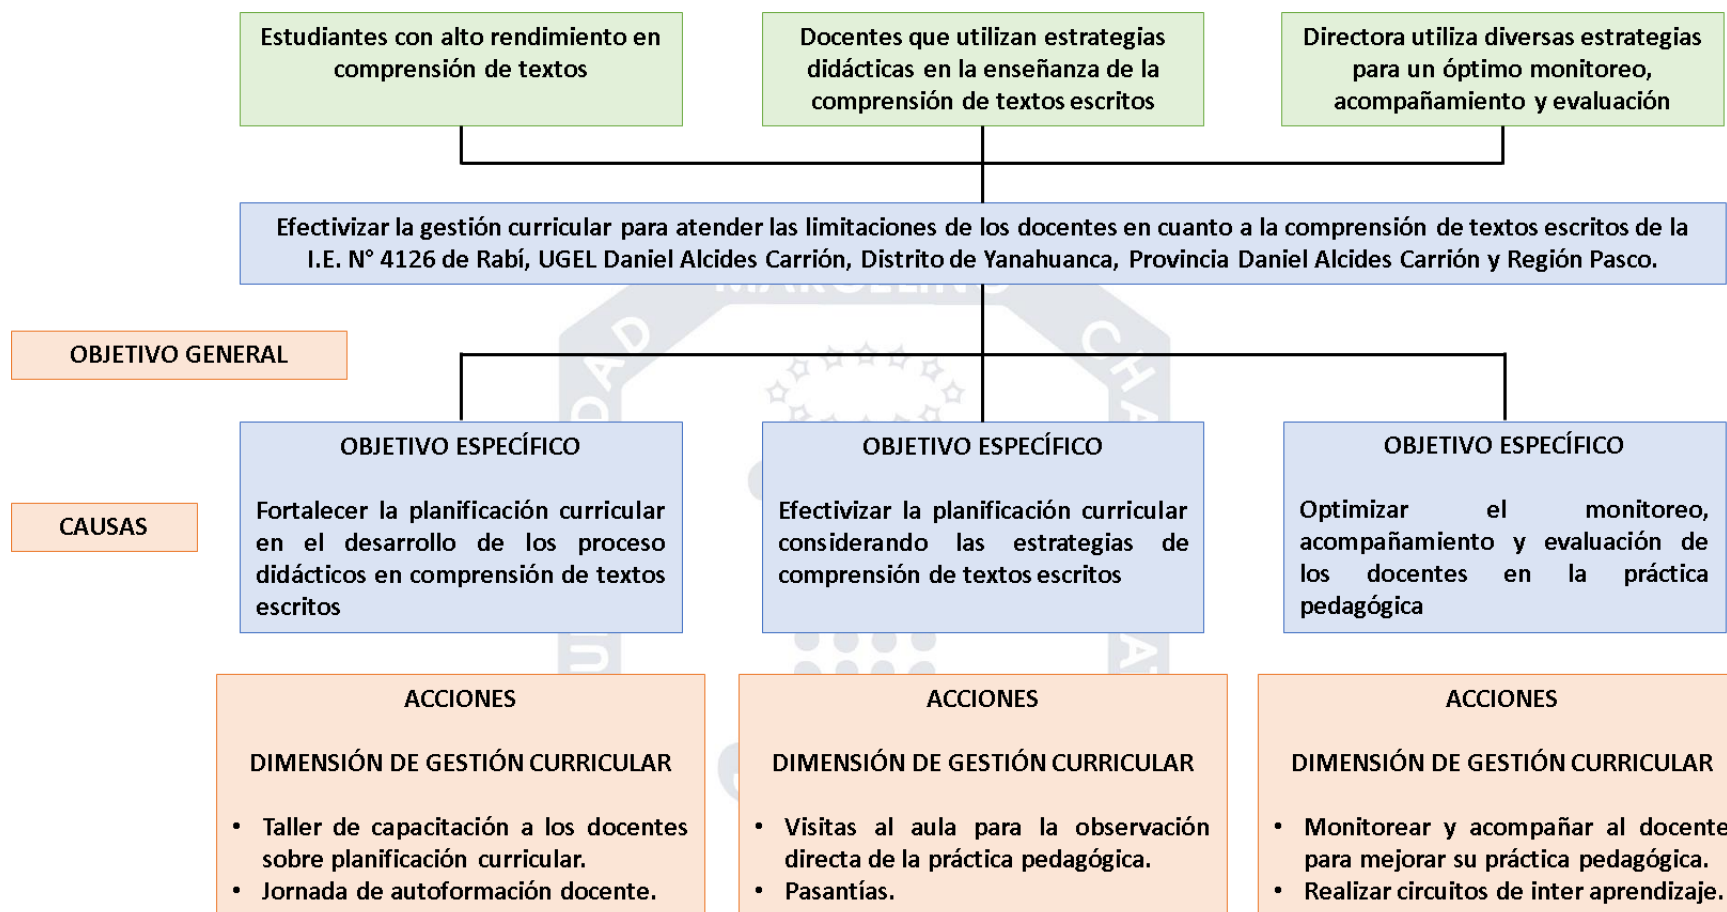 Estudiantes con alto rendimiento en
comprensión de textos
Docentes que utilizan estrategias
didácticas en la enseñanza de la
comprensión de textos escritos
Directora utiliza diversas estrategias
para un óptimo monitoreo,
acompañamiento y evaluación
Efectivizar la gestión curricular para atender las limitaciones de los docentes en cuanto a la comprensión de textos escritos de la
I.E. N° 4126 de Rabí, UGEL Daniel Alcides Carrión, Distrito de Yanahuanca, Provincia Daniel Alcides Carrión y Región Pasco.
OBJETIVO GENERAL
CAUSAS
OBJETIVO ESPECÍFICO
Fortalecer la planificación curricular
en el desarrollo de los proceso
didácticos en comprensión de textos
escritos
OBJETIVO ESPECÍFICO
Efectivizar la planificación curricular
considerando las estrategias de
comprensión de textos escritos
OBJETIVO ESPECÍFICO
Optimizar el monitoreo,
acompañamiento y evaluación de
los docentes en la práctica
pedagógica
ACCIONES
DIMENSIÓN DE GESTIÓN CURRICULAR
• Taller de capacitación a los docentes
sobre planificación curricular.
• Jornada de autoformación docente.
ACCIONES
DIMENSIÓN DE GESTIÓN CURRICULAR
• Visitas al aula para la observación
directa de la práctica pedagógica.
• Pasantías.
ACCIONES
DIMENSIÓN DE GESTIÓN CURRICULAR
• Monitorear y acompañar al docente
para mejorar su práctica pedagógica.
• Realizar circuitos de inter aprendizaje.